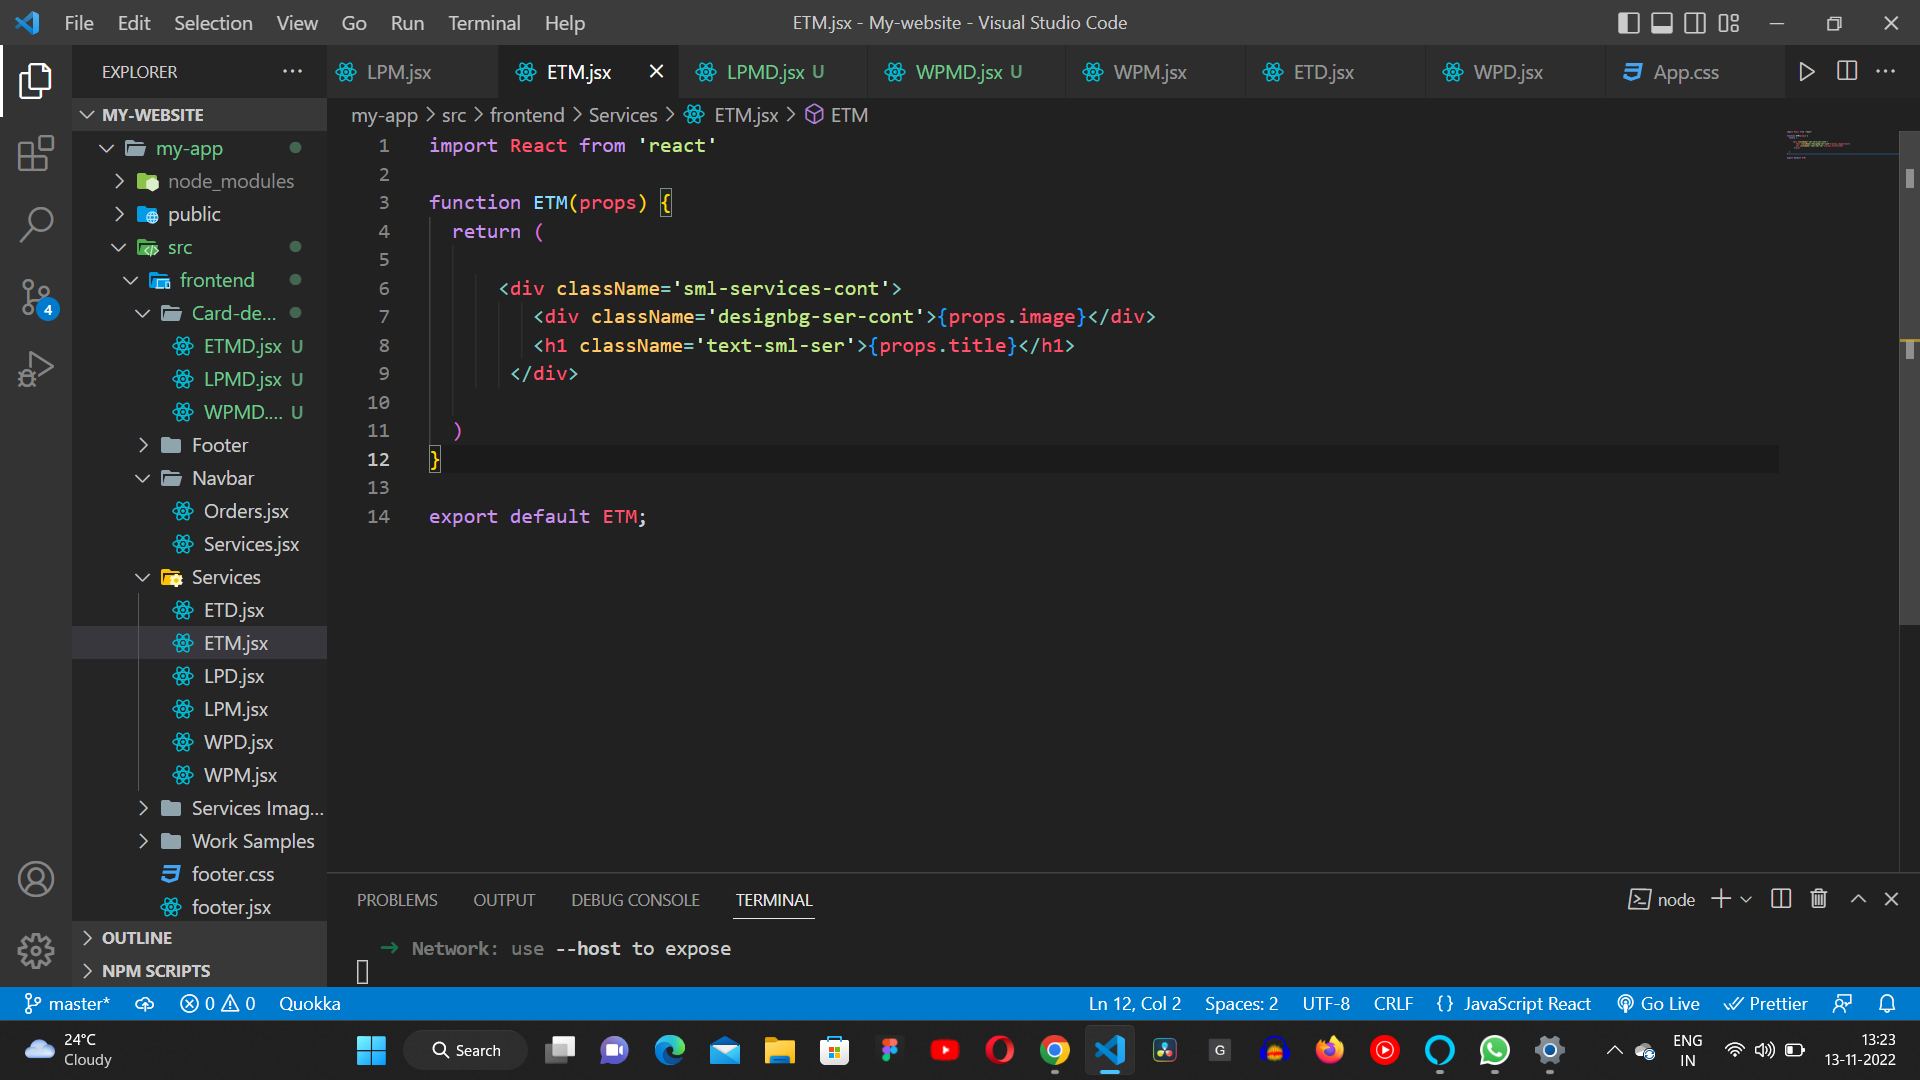 File Edit Selection View Go Run Terminal Help
ETM.jsx - My-website - Visual Studio Code
EXPLORER
LPM.jsx
ETM.jsx
LPMD.jsx U
WPMD.jsx U
WPM.jsx
ETD.jsx
WPD.jsx
App.css
MY-WEBSITE
my-app
node_modules
public
src
frontend
Card-de...
ETMD.jsx U
LPMD.jsx U
WPMD.... U
Footer
Navbar
Orders.jsx
Services.jsx
Services
ETD.jsx
ETM.jsx
LPD.jsx
LPM.jsx
WPD.jsx
WPM.jsx
Services Imag...
Work Samples
footer.css
footer.jsx
OUTLINE
NPM SCRIPTS
4
my-app > src > frontend > Services > ETM.jsx > ETM
1 import React from 'react'
2
3 function ETM(props) {
4 return (
5
6 <div className='sml-services-cont'>
7 <div className='designbg-ser-cont'>{props.image}</div>
8 <h1 className='text-sml-ser'>{props.title}</h1>
9 </div>
10
11 )
12 }
13
14 export default ETM;
PROBLEMS OUTPUT DEBUG CONSOLE TERMINAL
node
→ Network: use --host to expose
master* 0 0 Quokka
Ln 12, Col 2 Spaces: 2 UTF-8 CRLF {} JavaScript React Go Live Prettier
24°C
Cloudy
Search
G
ENG
IN
13:23
13-11-2022